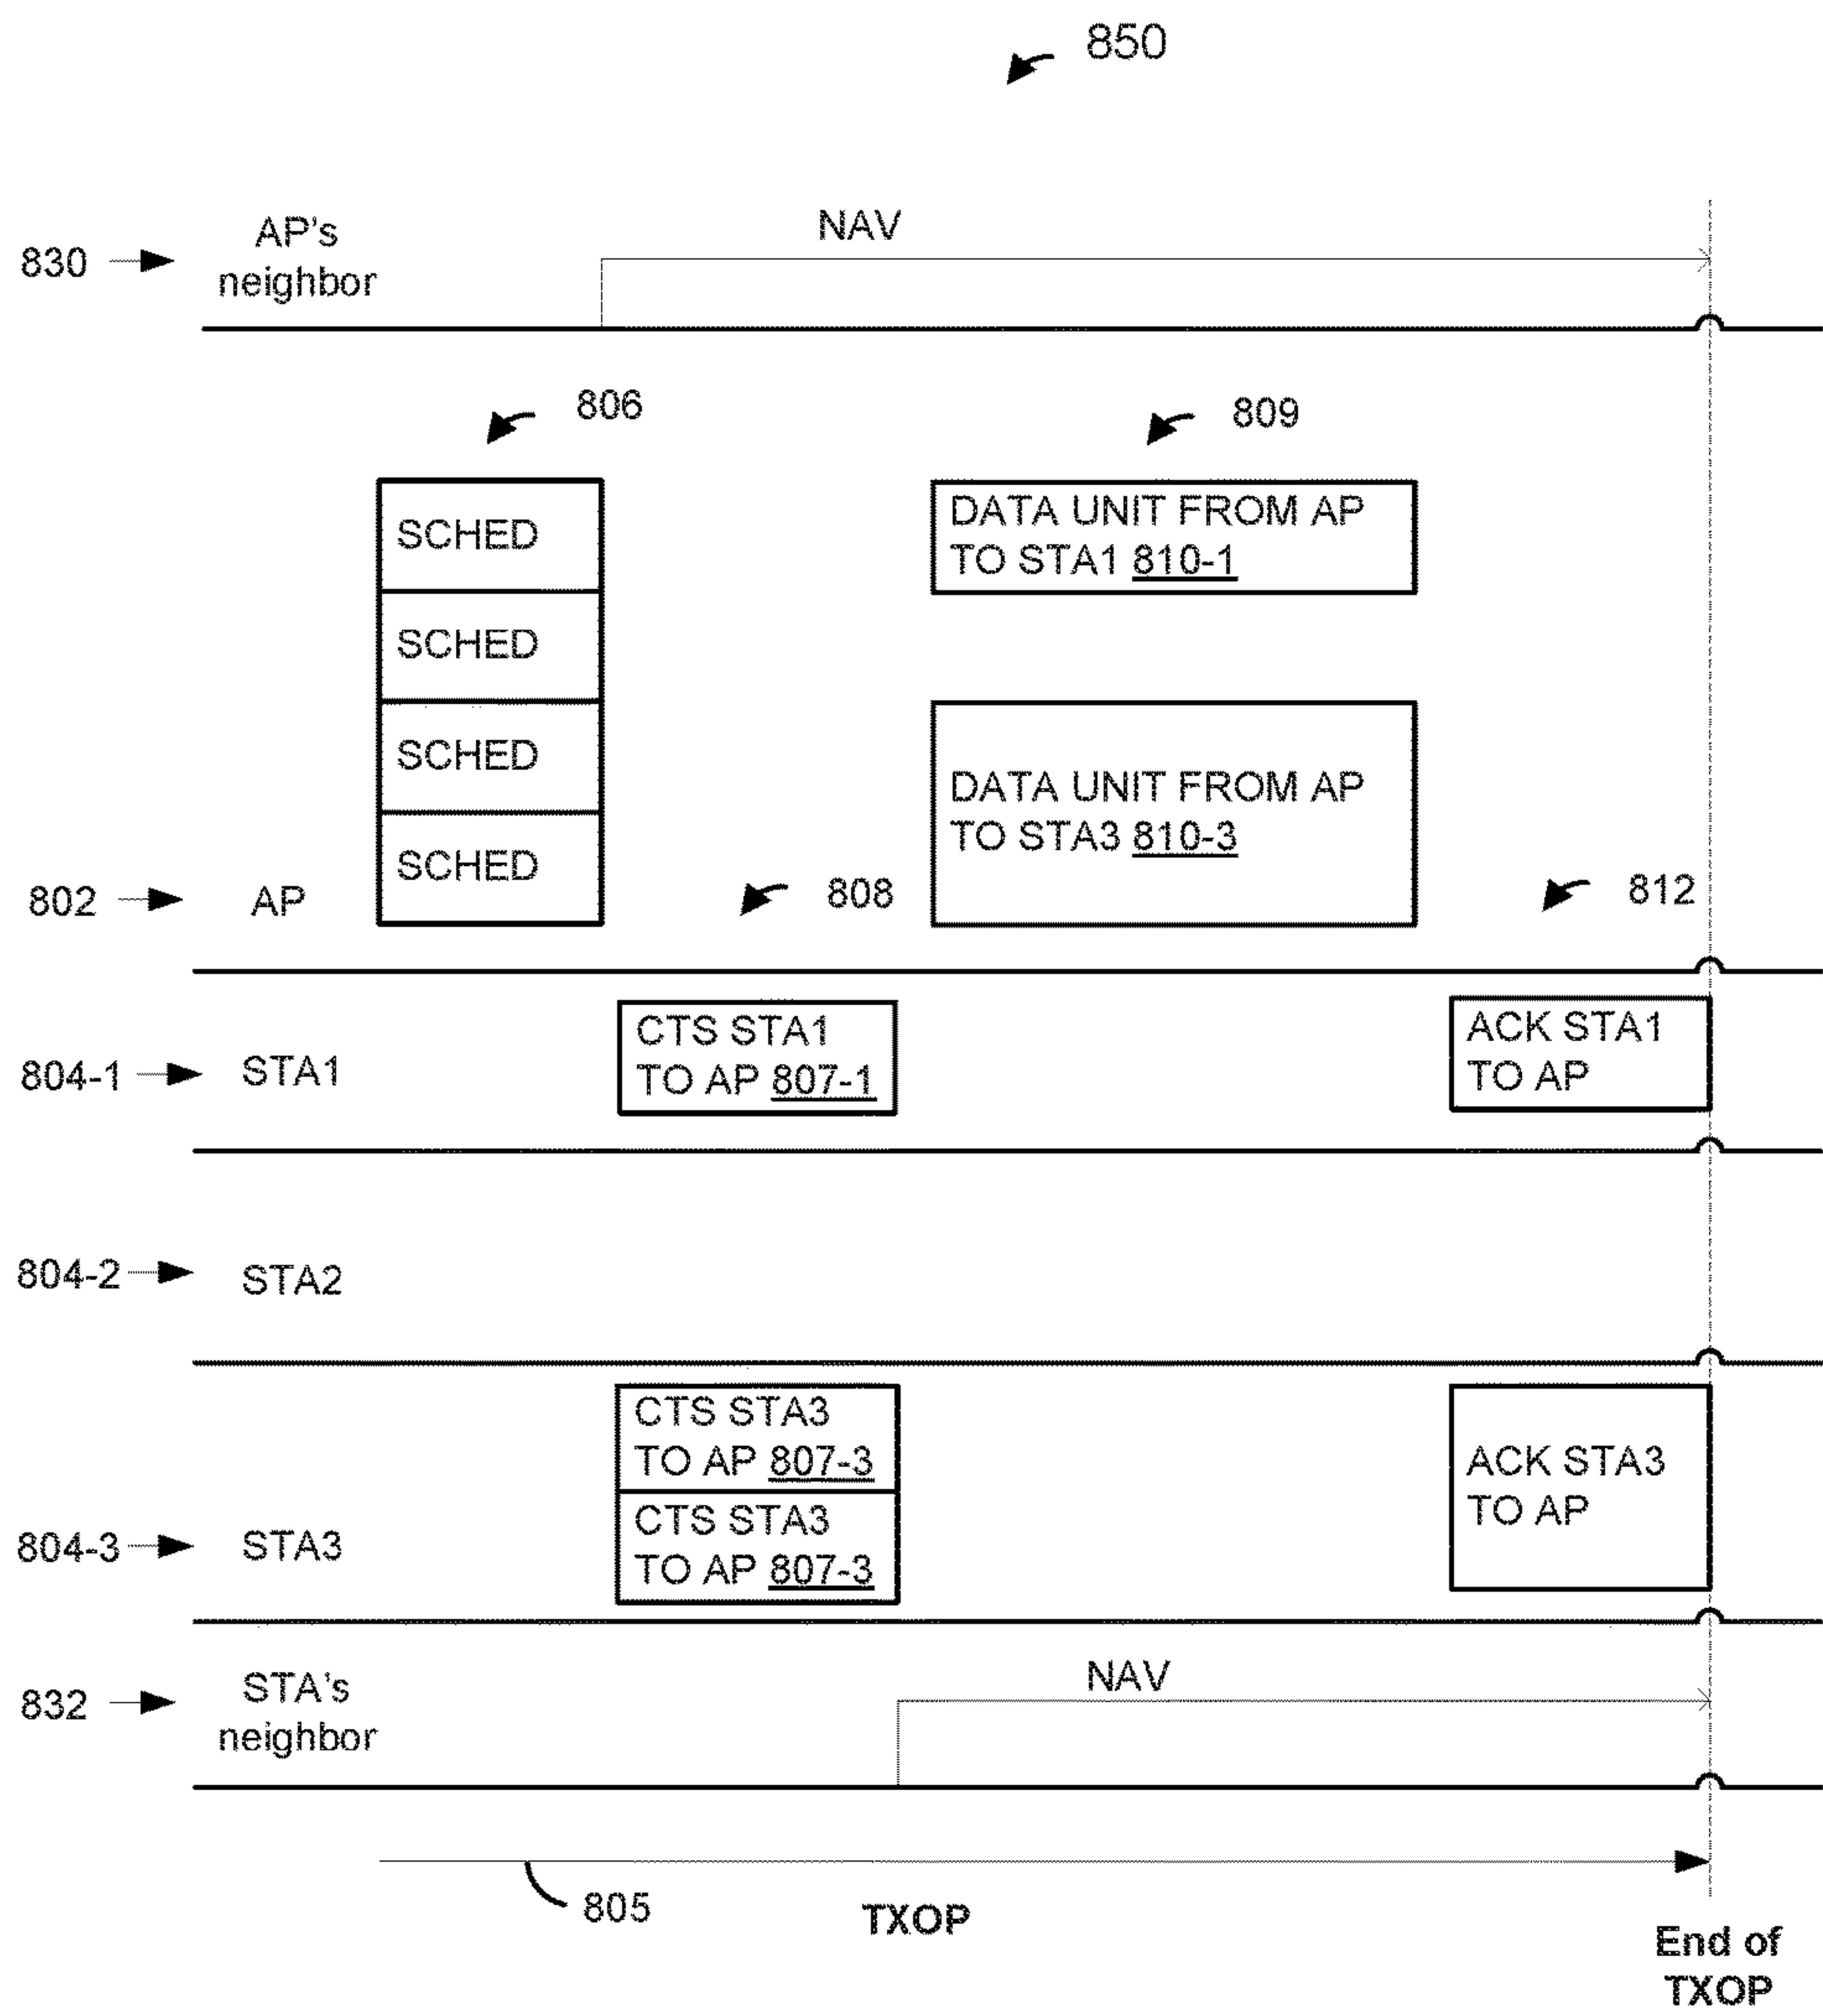 850
NAV
AP's
neighbor
830
806
809
SCHED
SCHED
SCHED
SCHED
DATA UNIT FROM AP
TO STA1 810-1
DATA UNIT FROM AP
TO STA3 810-3
802
AP
808
812
CTS STA1
TO AP 807-1
ACK STA1
TO AP
804-1
STA1
804-2
STA2
CTS STA3
TO AP 807-3
CTS STA3
TO AP 807-3
ACK STA3
TO AP
804-3
STA3
NAV
STA's
neighbor
832
805
TXOP
End of
TXOP